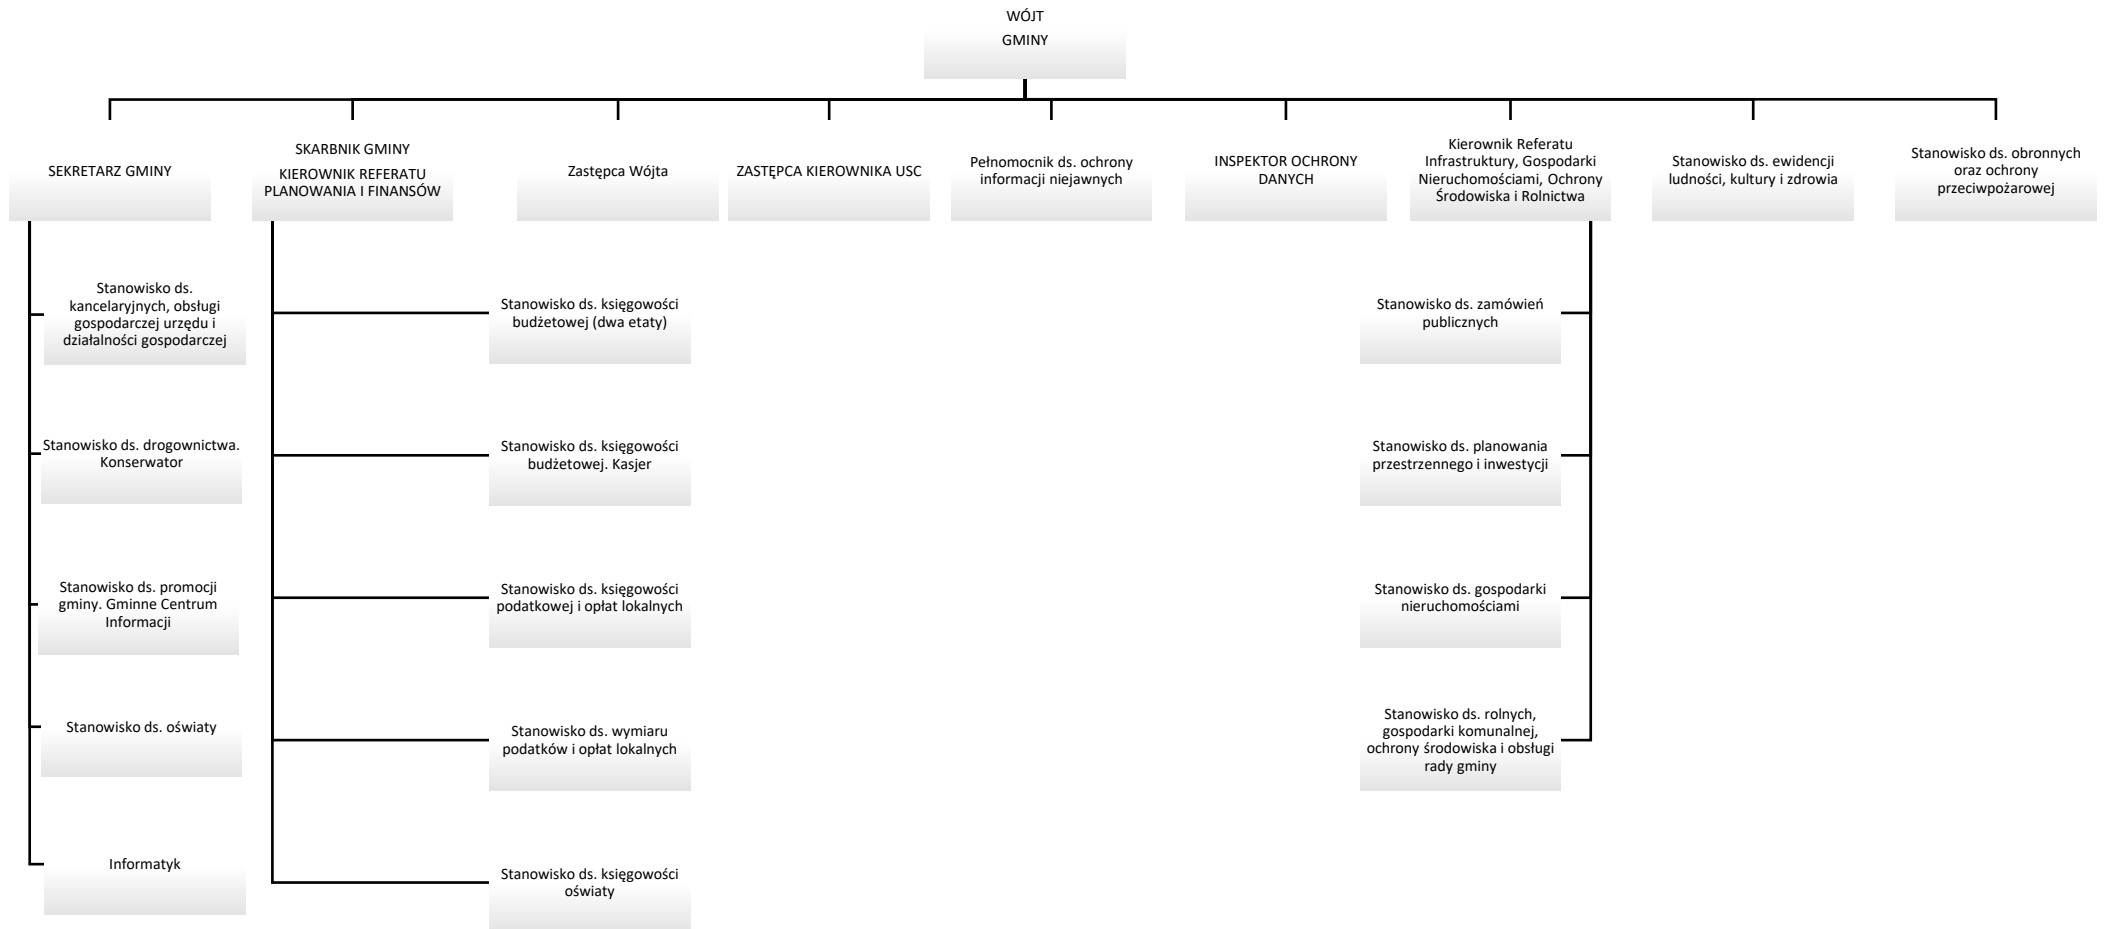 WÓJT
GMINY
SEKRETARZ GMINY
SKARBNIK GMINY
KIEROWNIK REFERATU
PLANOWANIA I FINANSÓW
Zastępca Wójta
ZASTĘPCA KIEROWNIKA USC
Pełnomocnik ds. ochrony
informacji niejawnych
INSPEKTOR OCHRONY
DANYCH
Kierownik Referatu
Infrastruktury, Gospodarki
Nieruchomościami, Ochrony
Środowiska i Rolnictwa
Stanowisko ds. ewidencji
ludności, kultury i zdrowia
Stanowisko ds. obronnych
oraz ochrony
przeciwpożarowej
Stanowisko ds.
kancelaryjnych, obsługi
gospodarczej urzędu i
działalności gospodarczej
Stanowisko ds. drogownictwa.
Konserwator
Stanowisko ds. promocji
gminy. Gminne Centrum
Informacji
Stanowisko ds. oświaty
Informatyk
Stanowisko ds. księgowości
budżetowej (dwa etaty)
Stanowisko ds. księgowości
budżetowej. Kasjer
Stanowisko ds. księgowości
podatkowej i opłat lokalnych
Stanowisko ds. wymiaru
podatków i opłat lokalnych
Stanowisko ds. księgowości
oświaty
Stanowisko ds. zamówień
publicznych
Stanowisko ds. planowania
przestrzennego i inwestycji
Stanowisko ds. gospodarki
nieruchomościami
Stanowisko ds. rolnych,
gospodarki komunalnej,
ochrony środowiska i obsługi
rady gminy